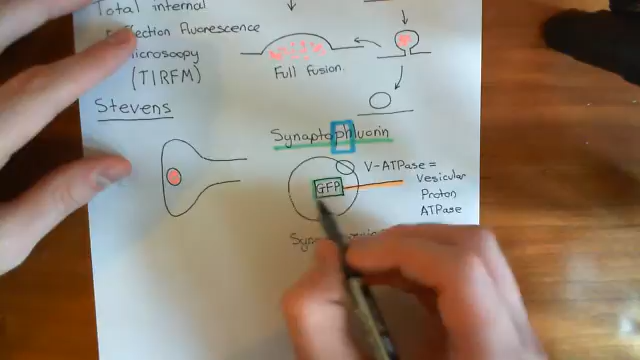 Total internal
Reflection Fluorescence
Microscopy
(TIRFM)
Full fusion.
Stevens
Synaptophluorin
V-ATPase =
Vesicular
Proton
ATPase
GFP